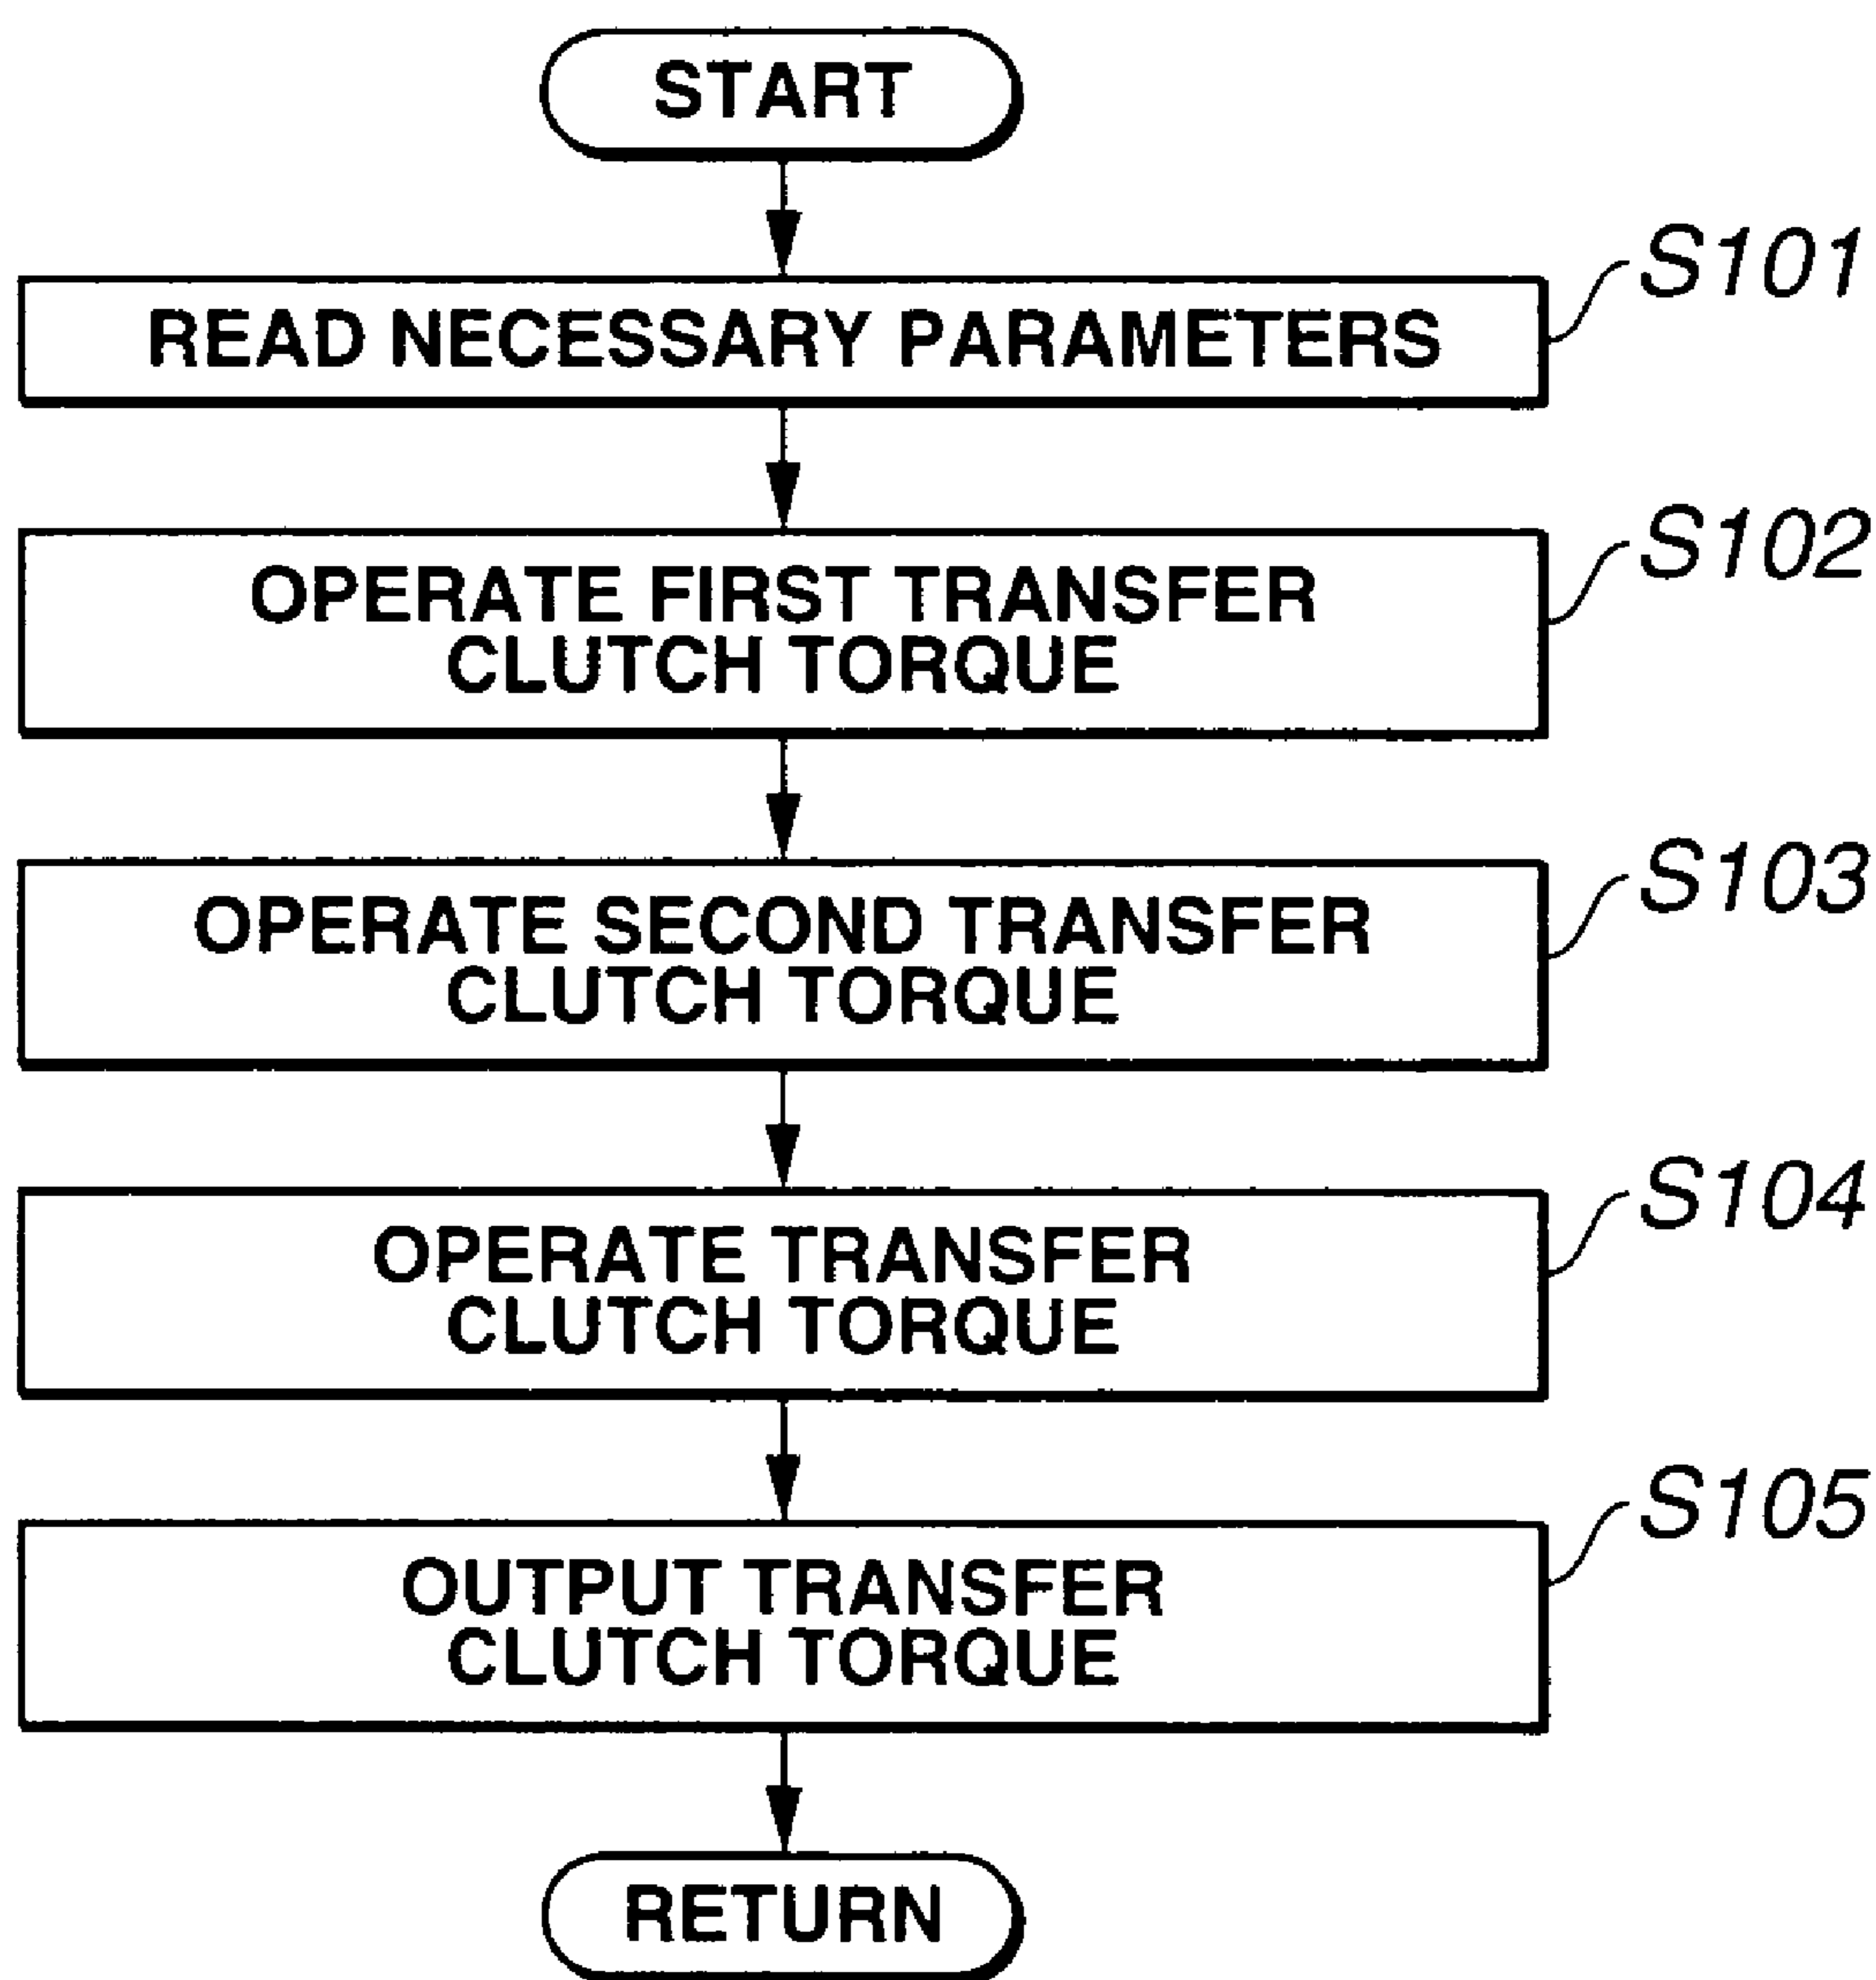 START
S101
READ NECESSARY PARAMETERS
S102
OPERATE FIRST TRANSFER
CLUTCH TORQUE
S103
OPERATE SECOND TRANSFER
CLUTCH TORQUE
S104
OPERATE TRANSFER
CLUTCH TORQUE
S105
OUTPUT TRANSFER
CLUTCH TORQUE
RETURN